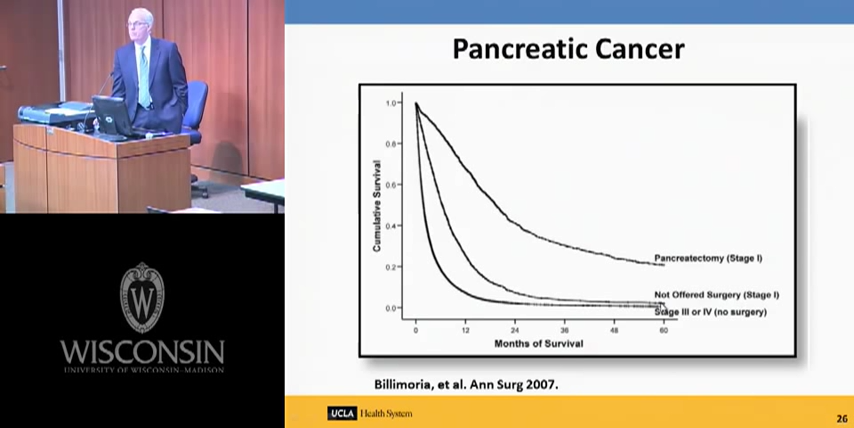 Pancreatic Cancer
1.0
0.8
0.6
0.4
0.2
0.0
Cumulative Survival
Pancreatectomy (Stage I)
Not Offered Surgery (Stage I)
Stage III or IV (no surgery)
0 12 24 36 48 60
Months of Survival
Billimoria, et al. Ann Surg 2007.
UCLA Health System
26
W
WISCONSIN
UNIVERSITY OF WISCONSIN–MADISON